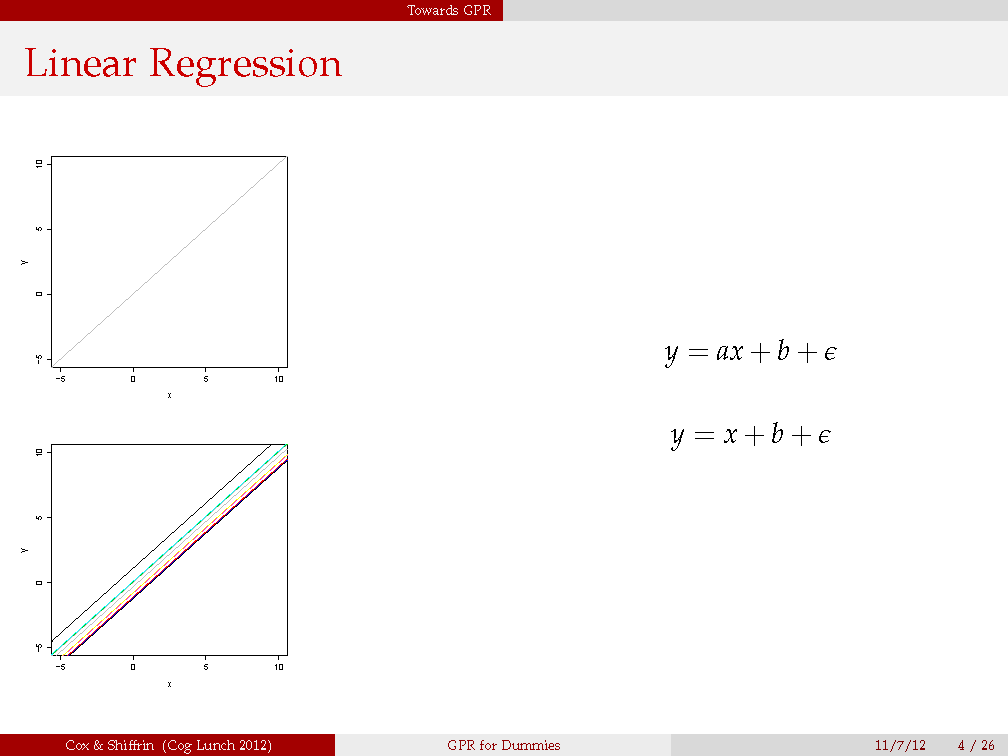 Towards GPR
Linear Regression
10
5
0
−5
y
−5 0 5 10
x
10
5
0
−5
y
−5 0 5 10
x
y = ax + b + ϵ
y = x + b + ϵ
Cox & Shiffrin (Cog Lunch 2012) GPR for Dummies 11/7/12 4 / 26